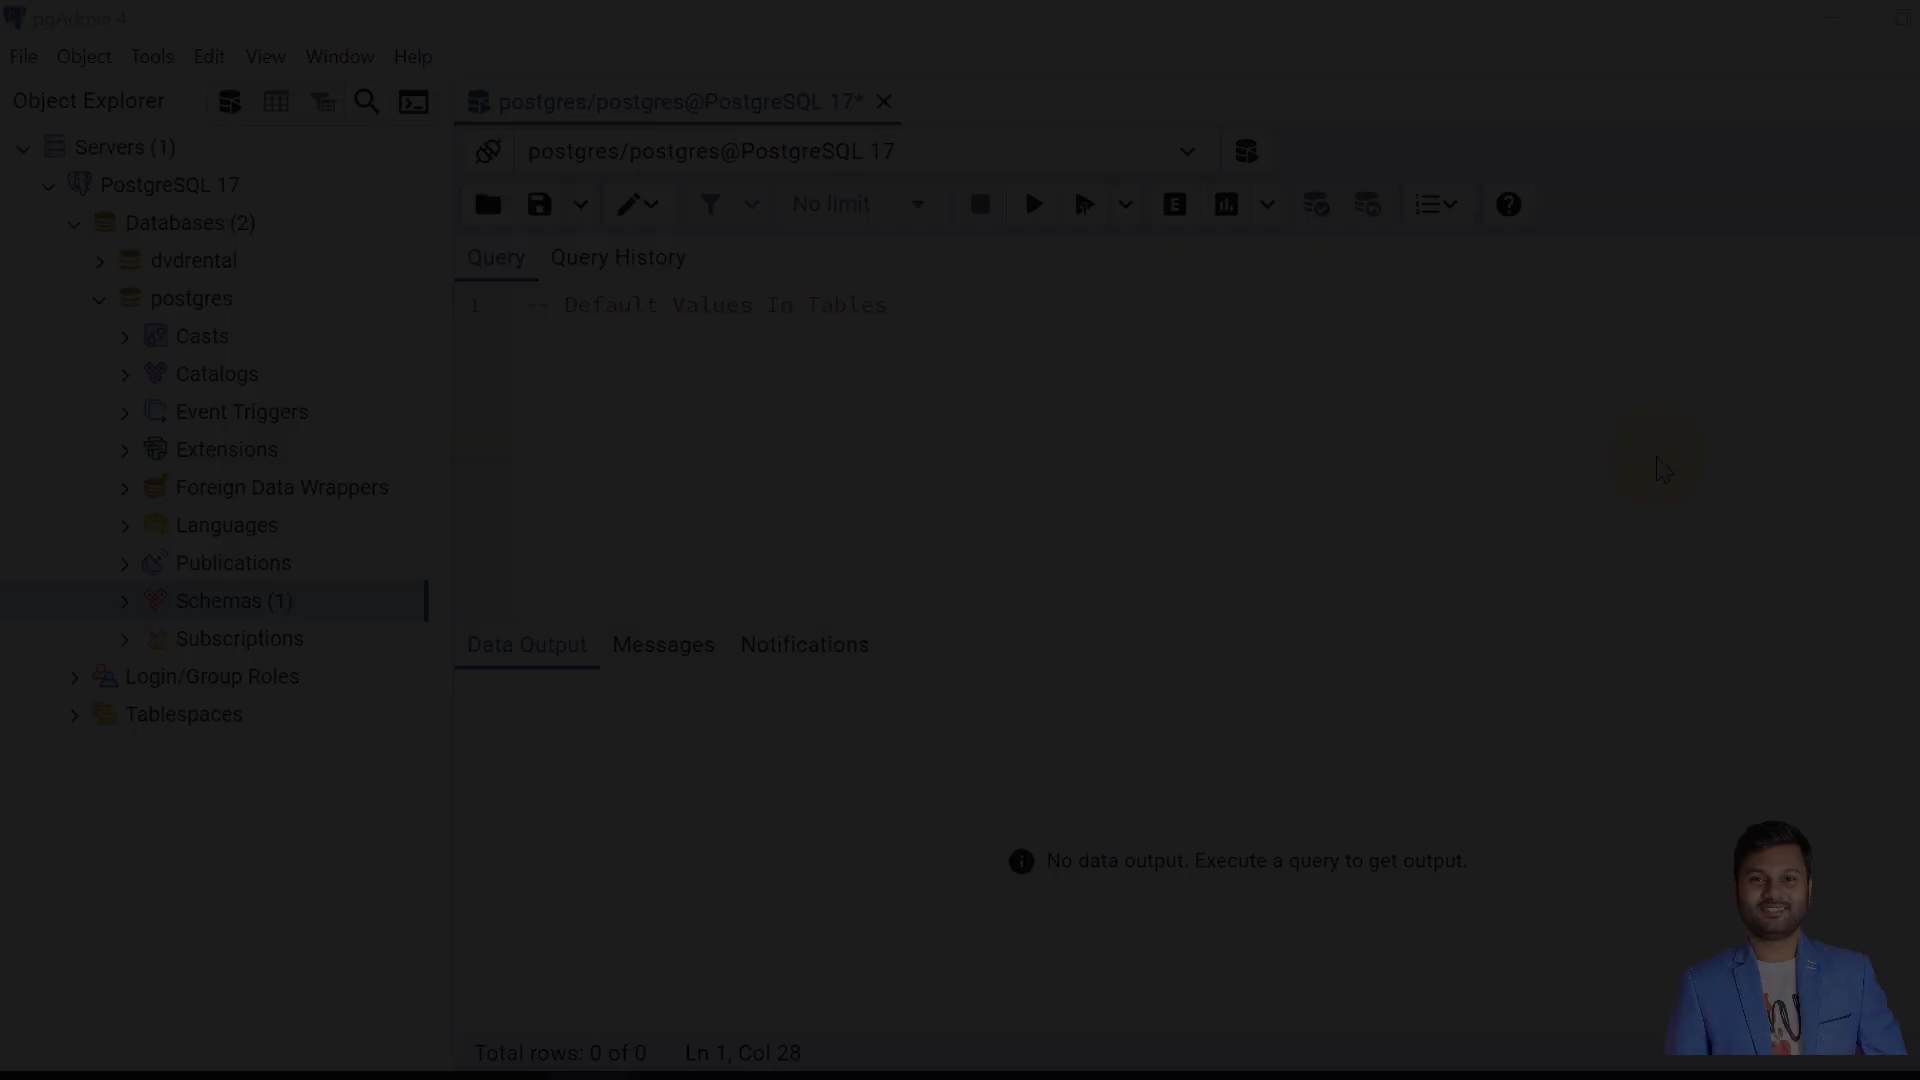 pgAdmin 4
File Object Tools Edit View Window Help
Object Explorer
postgres/postgres@PostgreSQL 17*
Servers (1)
postgres/postgres@PostgreSQL 17
PostgreSQL 17
No limit
Databases (2)
Query Query History
dvdrental
postgres
1 -- Default Values In Tables
Casts
Catalogs
Event Triggers
Extensions
Foreign Data Wrappers
Languages
Publications
Schemas (1)
Subscriptions
Data Output Messages Notifications
Login/Group Roles
Tablespaces
No data output. Execute a query to get output.
Total rows: 0 of 0 Ln 1, Col 28